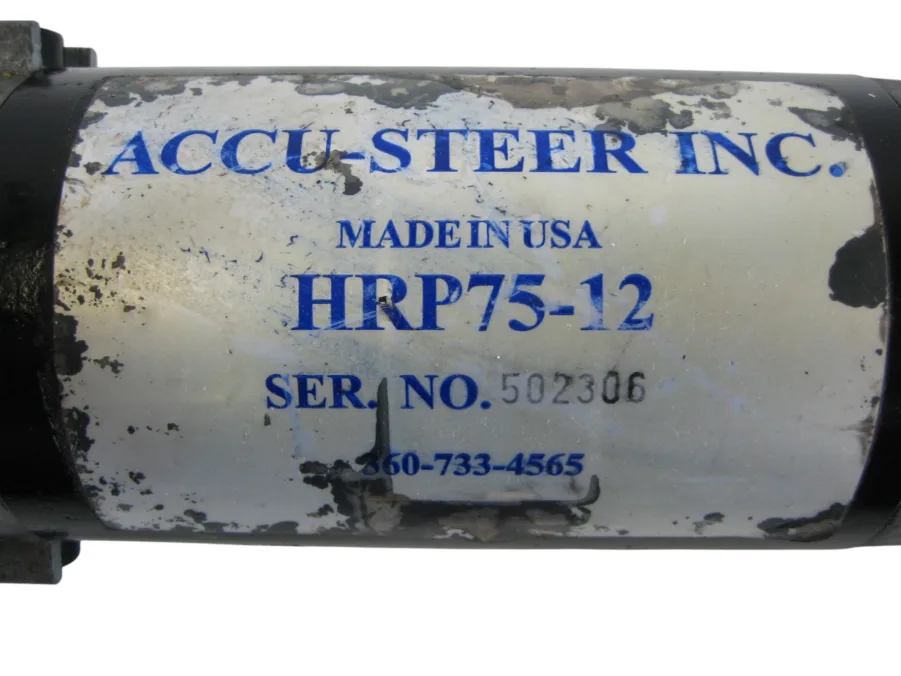 ACCU-STEER INC.
MADE IN USA
HRP75-12
SER. NO. 502306
360-733-4565